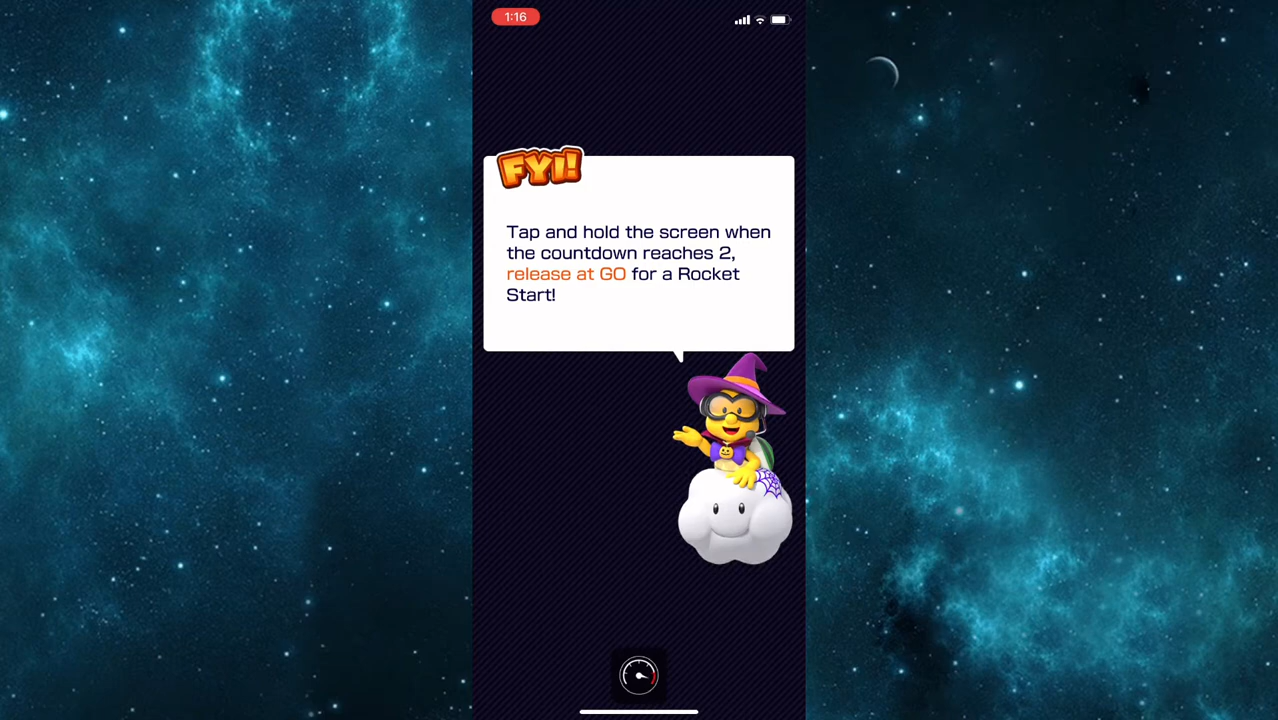 1:16
FYI!
Tap and hold the screen when
the countdown reaches 2,
release at GO for a Rocket
Start!